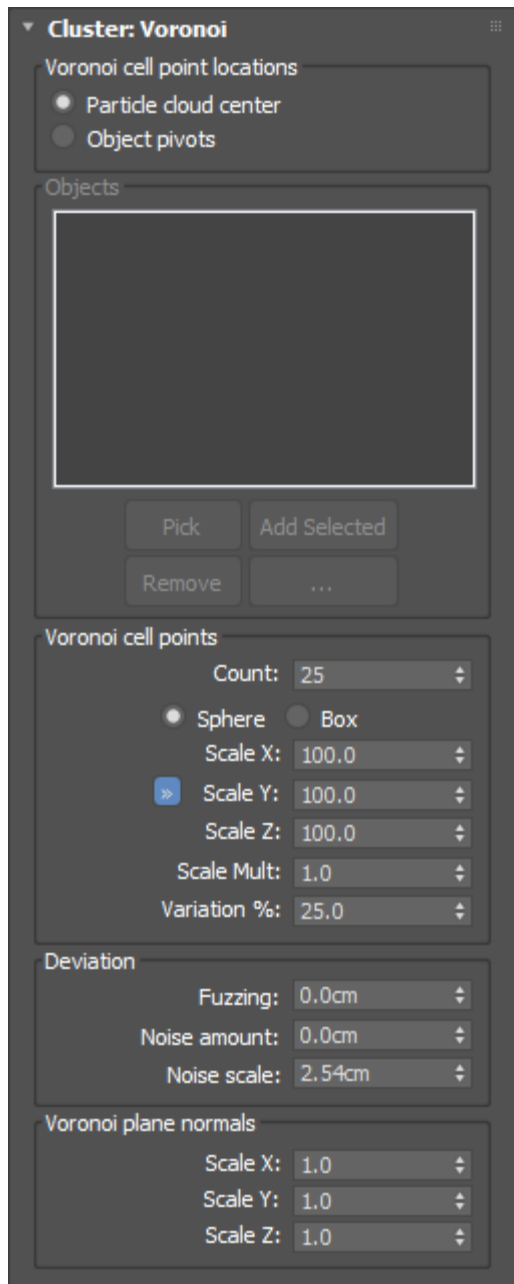 Cluster: Voronoi
Voronoi cell point locations
Particle cloud center
Object pivots
Objects
Pick Add Selected
Remove ...
Voronoi cell points
Count: 25
Sphere Box
Scale X: 100.0
» Scale Y: 100.0
Scale Z: 100.0
Scale Mult: 1.0
Variation %: 25.0
Deviation
Fuzzing: 0.0cm
Noise amount: 0.0cm
Noise scale: 2.54cm
Voronoi plane normals
Scale X: 1.0
Scale Y: 1.0
Scale Z: 1.0